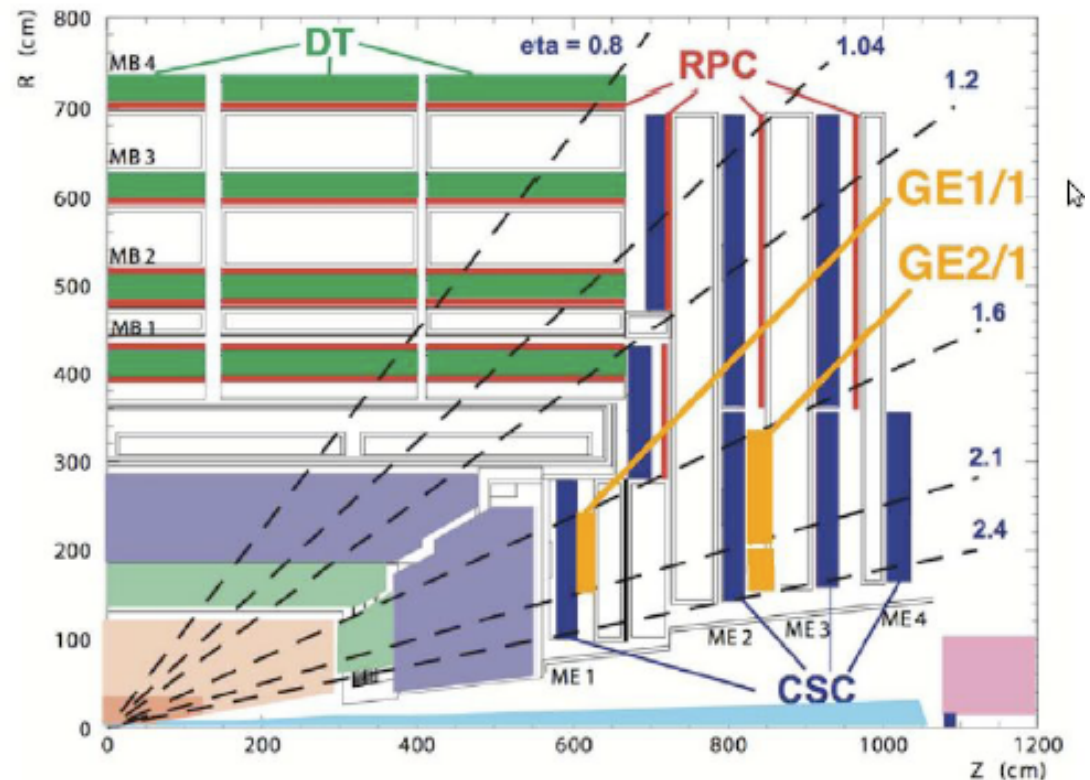 R (cm)
800
700
600
500
400
300
200
100
0
MB 4
MB 3
MB 2
MB 1
DT
eta = 0.8
1.04
1.2
RPC
GE1/1
GE2/1
1.6
2.1
2.4
ME 1
ME 2
ME 3
ME 4
CSC
0
200
400
600
800
1000
1200
Z (cm)